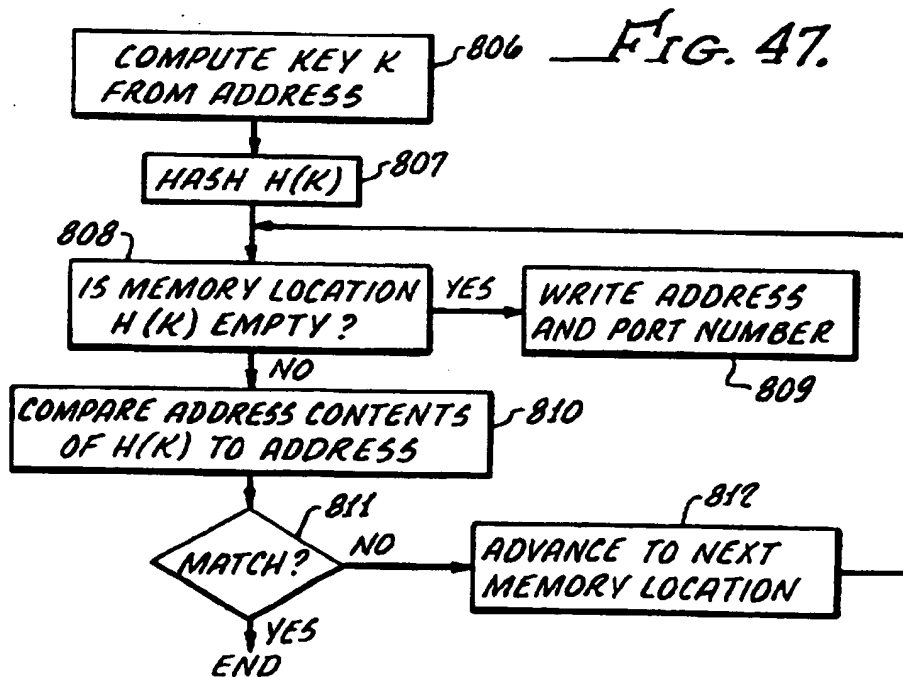 FIG. 47.
806
COMPUTE KEY K
FROM ADDRESS
807
HASH H(K)
808
IS MEMORY LOCATION
H(K) EMPTY?
YES
WRITE ADDRESS
AND PORT NUMBER
809
NO
COMPARE ADDRESS CONTENTS
OF H(K) TO ADDRESS
810
811
MATCH?
NO
812
ADVANCE TO NEXT
MEMORY LOCATION
YES
END